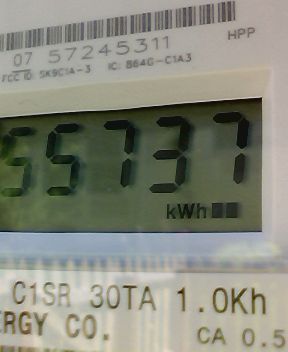 07 57245311
HPP
FCC ID: SK9C1A-3 IC: 864G-C1A3
55737
kWh
C1SR 30TA 1.0Kh
ERGY CO.
CA 0.5